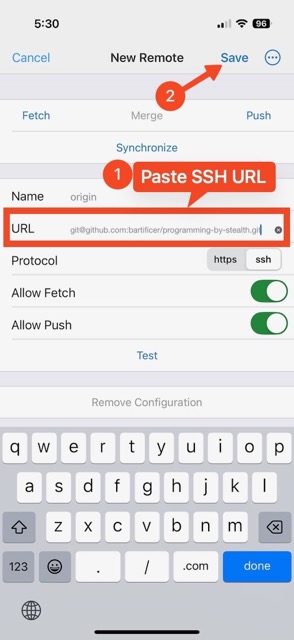 5:30
96
Cancel
New Remote
Save
2
Fetch
Merge
Push
Synchronize
1
Paste SSH URL
Name origin
URL git@github.com:bartificer/programming-by-stealth.git
Protocol https ssh
Allow Fetch
Allow Push
Test
Remove Configuration
q w e r t y u i o p
a s d f g h j k l
z x c v b n m
123 . / .com done